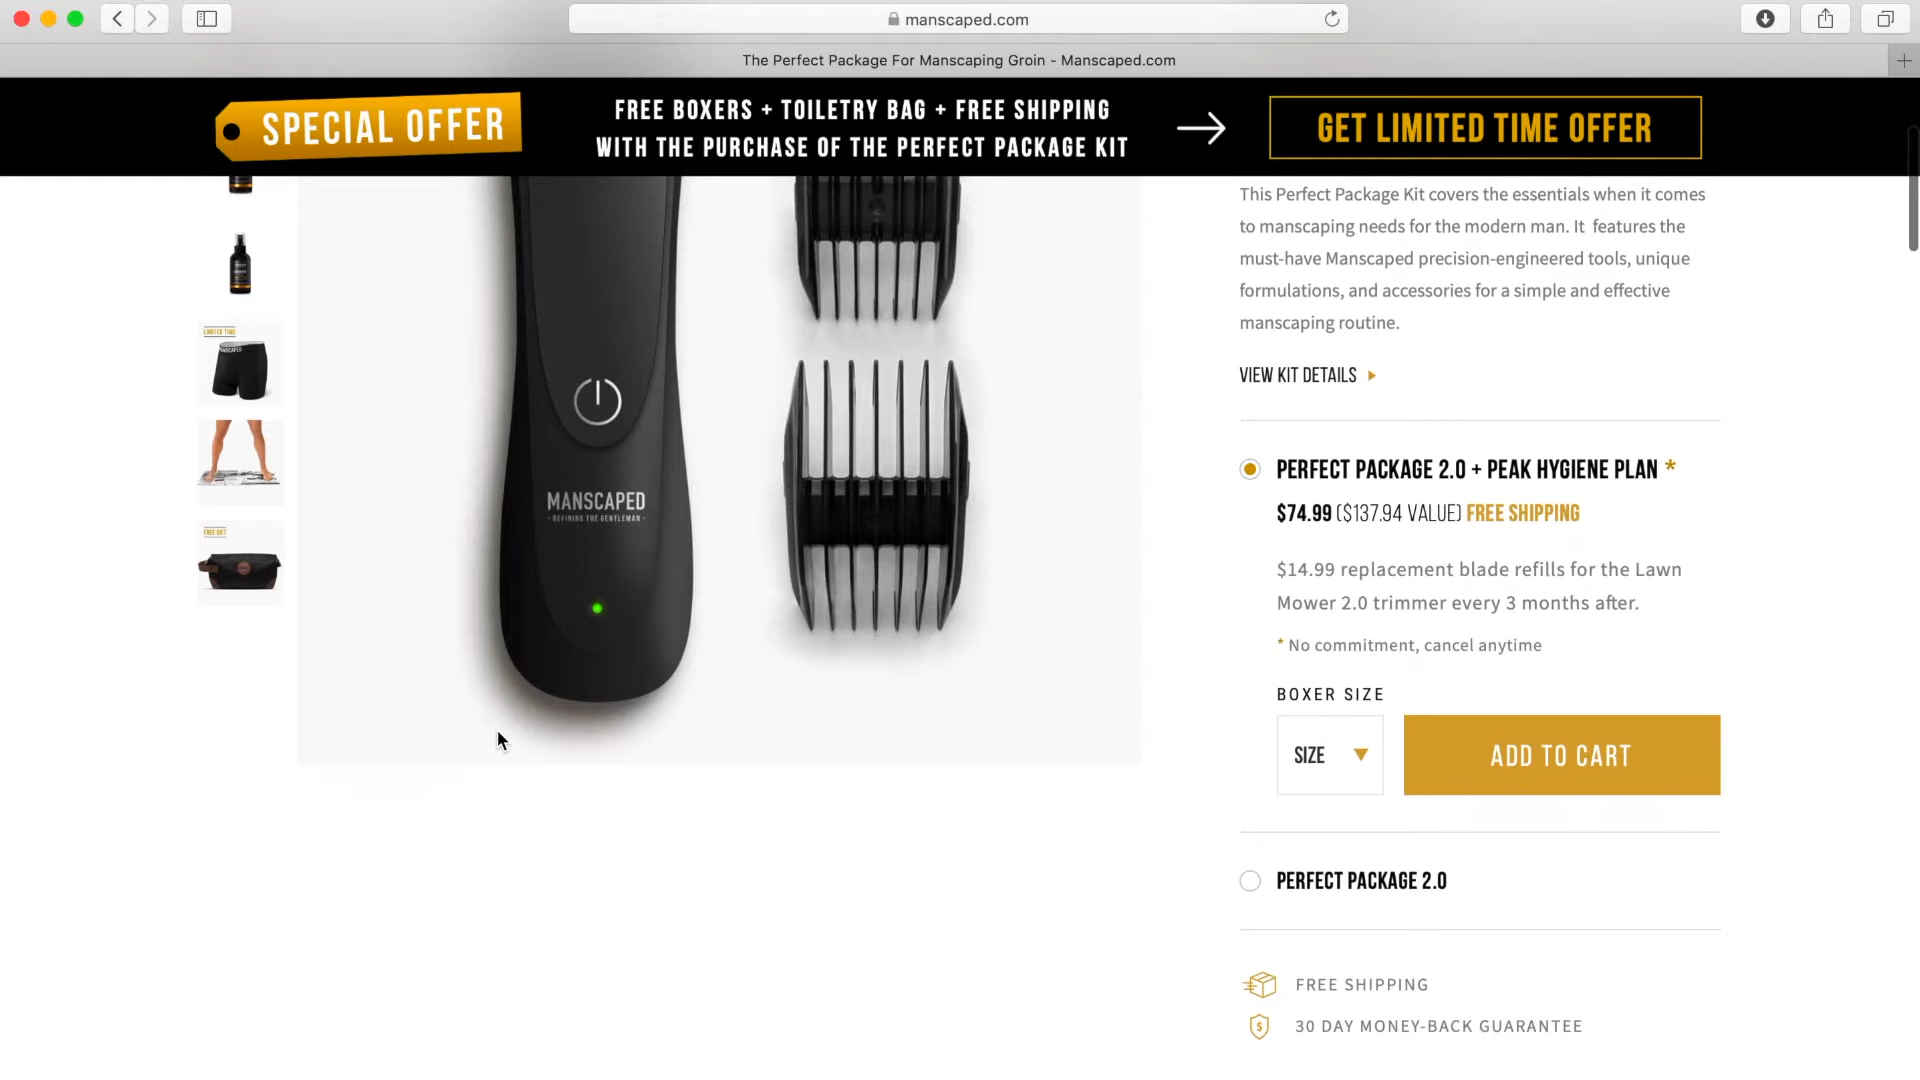 manscaped.com
The Perfect Package For Manscaping Groin - Manscaped.com
SPECIAL OFFER
FREE BOXERS + TOILETRY BAG + FREE SHIPPING
WITH THE PURCHASE OF THE PERFECT PACKAGE KIT
GET LIMITED TIME OFFER
LIMITED TIME
MANSCAPED
FREE GIFT
MANSCAPED
- REFINING THE GENTLEMAN -
This Perfect Package Kit covers the essentials when it comes
to manscaping needs for the modern man. It features the
must-have Manscaped precision-engineered tools, unique
formulations, and accessories for a simple and effective
manscaping routine.
VIEW KIT DETAILS
PERFECT PACKAGE 2.0 + PEAK HYGIENE PLAN *
$74.99 ($137.94 VALUE) FREE SHIPPING
$14.99 replacement blade refills for the Lawn
Mower 2.0 trimmer every 3 months after.
* No commitment, cancel anytime
BOXER SIZE
SIZE
ADD TO CART
PERFECT PACKAGE 2.0
FREE SHIPPING
$ 30 DAY MONEY-BACK GUARANTEE